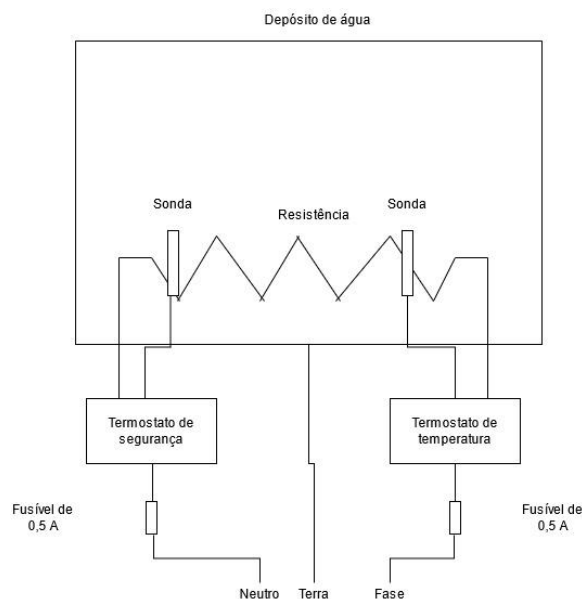 Depósito de água
Sonda
Resistência
Sonda
Termostato de
segurança
Termostato de
temperatura
Fusível de
0,5 A
Fusível de
0,5 A
Neutro
Terra
Fase